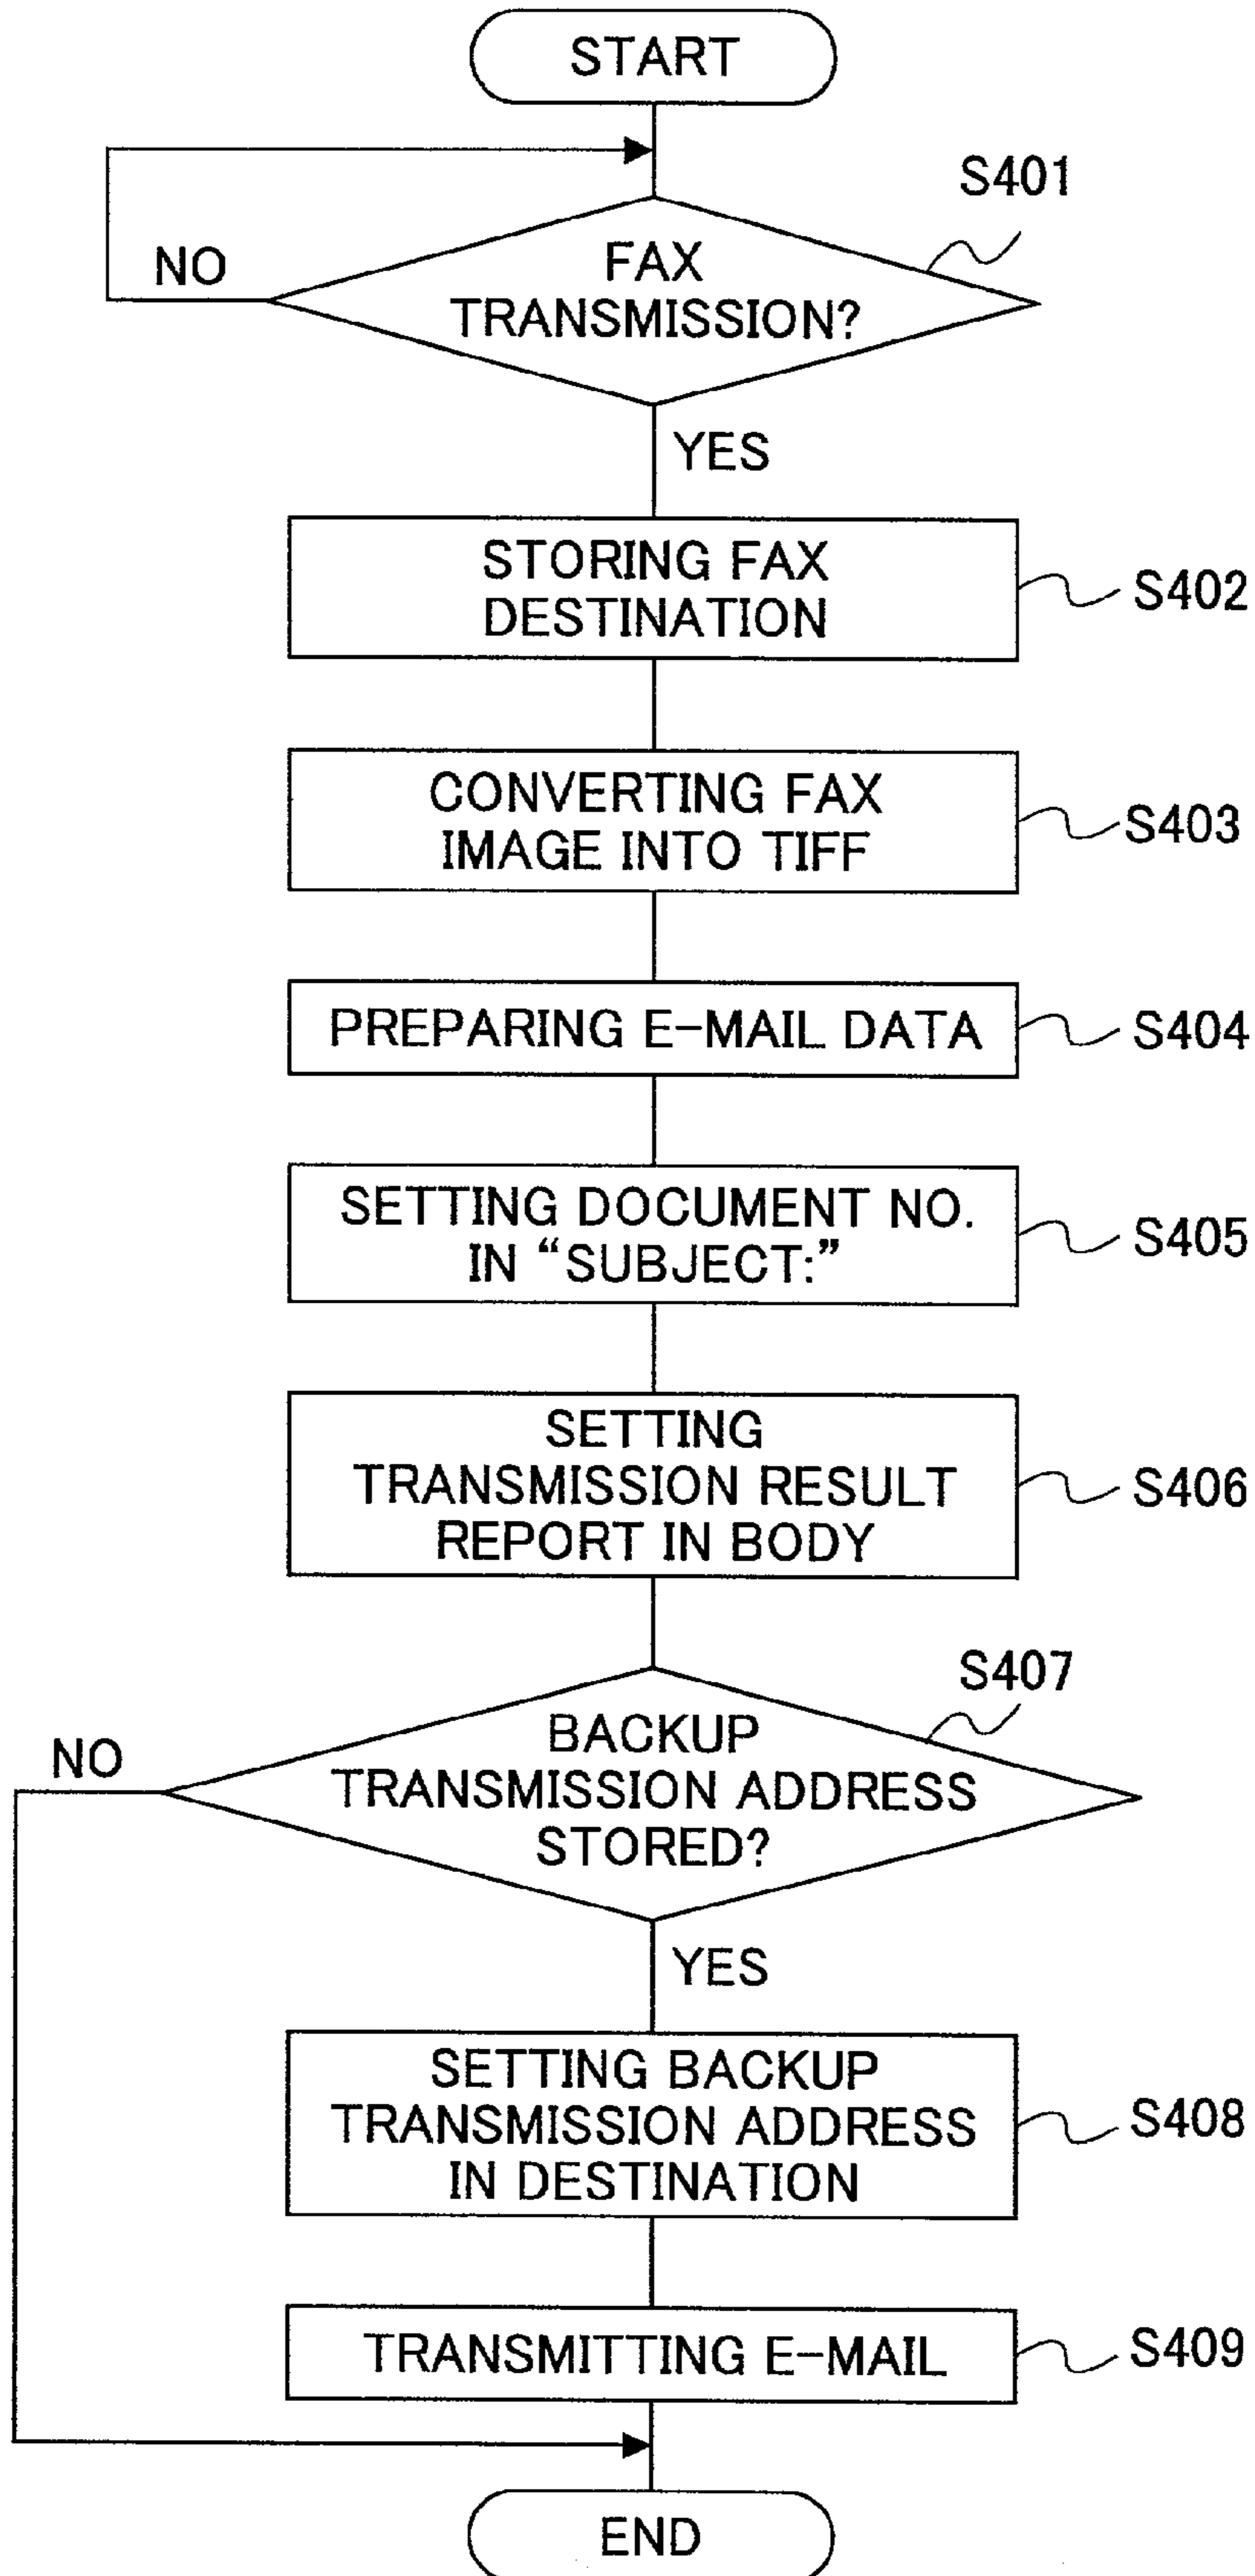 START
S401
NO
FAX
TRANSMISSION?
YES
STORING FAX
DESTINATION
S402
CONVERTING FAX
IMAGE INTO TIFF
S403
PREPARING E-MAIL DATA
S404
SETTING DOCUMENT NO.
IN “SUBJECT:”
S405
SETTING
TRANSMISSION RESULT
REPORT IN BODY
S406
S407
NO
BACKUP
TRANSMISSION ADDRESS
STORED?
YES
SETTING BACKUP
TRANSMISSION ADDRESS
IN DESTINATION
S408
TRANSMITTING E-MAIL
S409
END